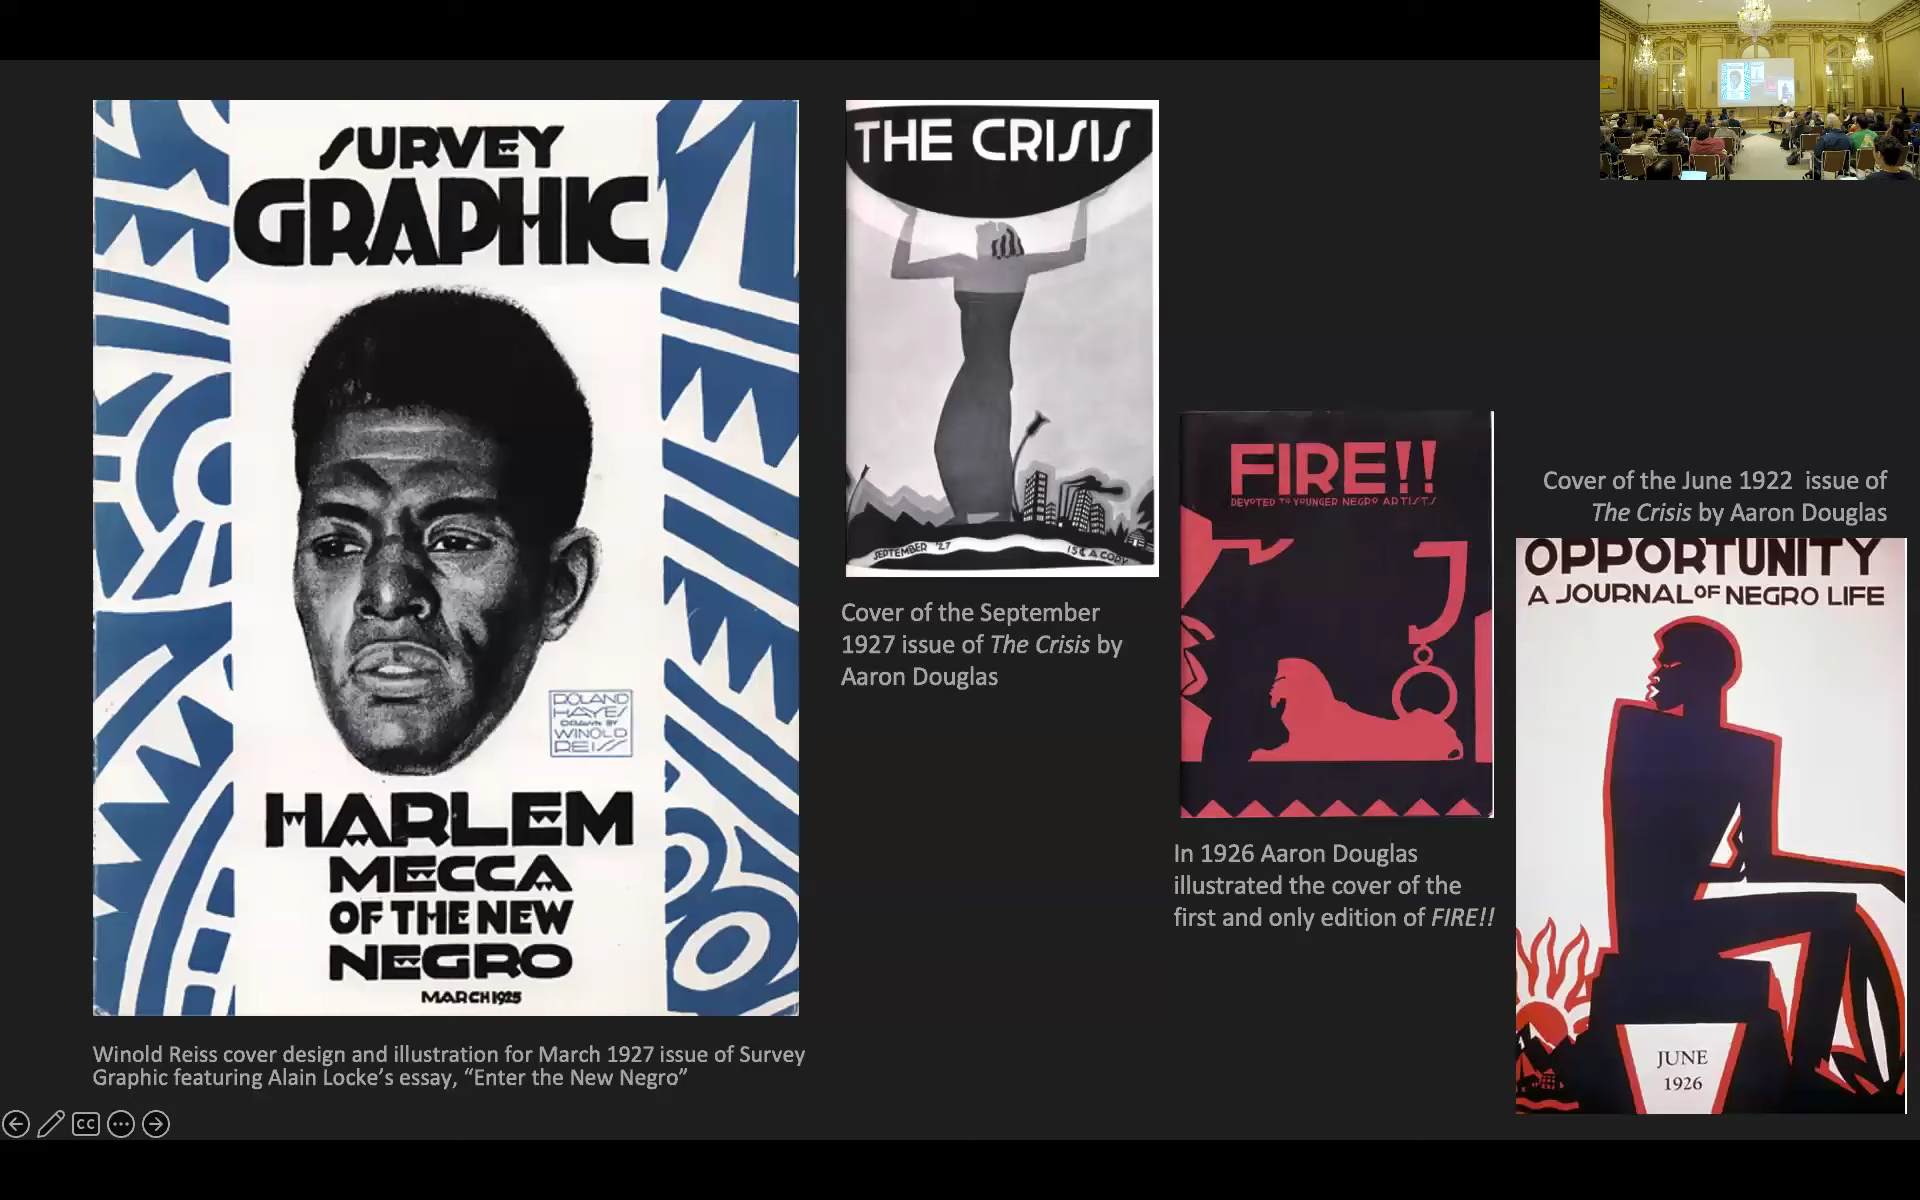 SURVEY
GRAPHIC
ROLAND
HAYES
DRAWN BY
WINOLD
REISS
HARLEM
MECCA
OF THE NEW
NEGRO
MARCH 1925
Winold Reiss cover design and illustration for March 1927 issue of Survey
Graphic featuring Alain Locke's essay, “Enter the New Negro”
THE CRISIS
SEPTEMBER '27
15¢ A COPY
Cover of the September
1927 issue of The Crisis by
Aaron Douglas
FIRE!!
DEVOTED TO YOUNGER NEGRO ARTISTS
In 1926 Aaron Douglas
illustrated the cover of the
first and only edition of FIRE!!
Cover of the June 1922 issue of
The Crisis by Aaron Douglas
OPPORTUNITY
A JOURNAL OF NEGRO LIFE
JUNE
1926
CC